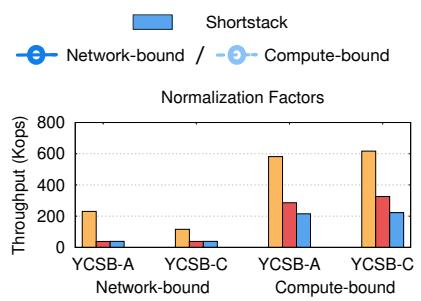 Shortstack
Network-bound / Compute-bound
Normalization Factors
Throughput (Kops)
800
600
400
200
0
YCSB-A YCSB-C YCSB-A YCSB-C
Network-bound Compute-bound